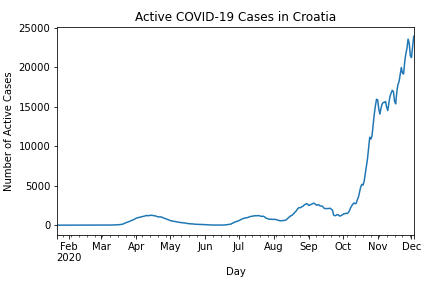 Active COVID-19 Cases in Croatia
Number of Active Cases
25000
20000
15000
10000
5000
0
Feb Mar Apr May Jun Jul Aug Sep Oct Nov Dec
2020
Day